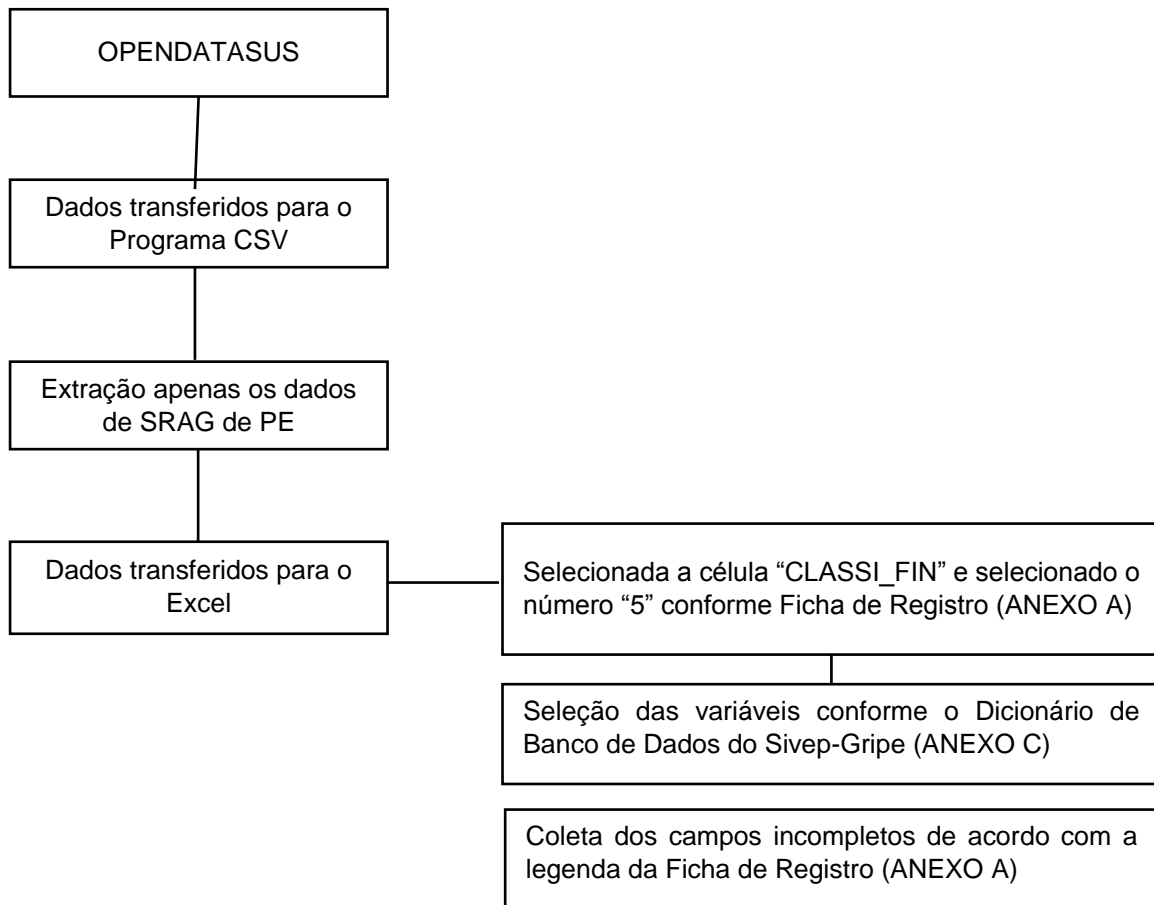 OPENDATASUS
Dados transferidos para o
Programa CSV
Extração apenas os dados
de SRAG de PE
Dados transferidos para o
Excel
Selecionada a célula “CLASSI_FIN” e selecionado o
número “5” conforme Ficha de Registro (ANEXO A)
Seleção das variáveis conforme o Dicionário de
Banco de Dados do Sivep-Gripe (ANEXO C)
Coleta dos campos incompletos de acordo com a
legenda da Ficha de Registro (ANEXO A)